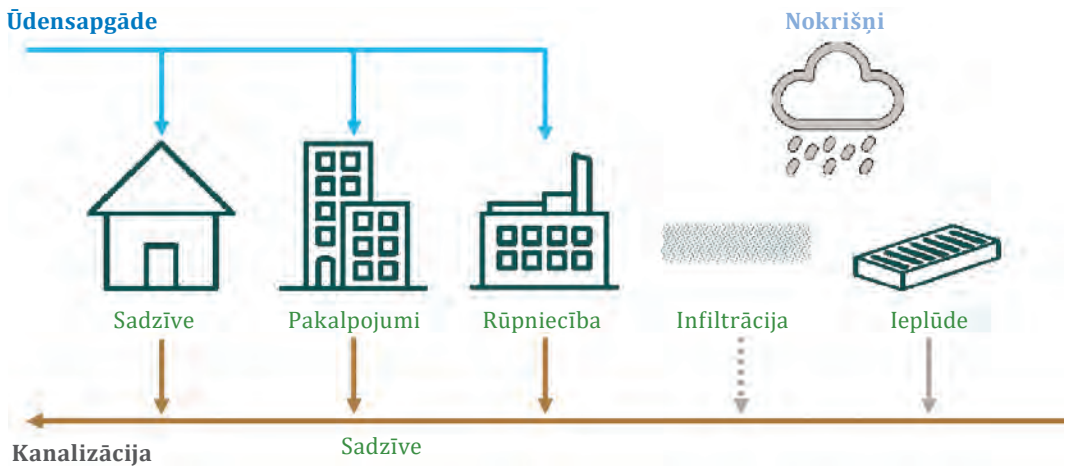 Ūdensapgāde
Nokrišņi
Sadzīve
Pakalpojumi
Rūpniecība
Infiltrācija
Ieplūde
Kanalizācija
Sadzīve